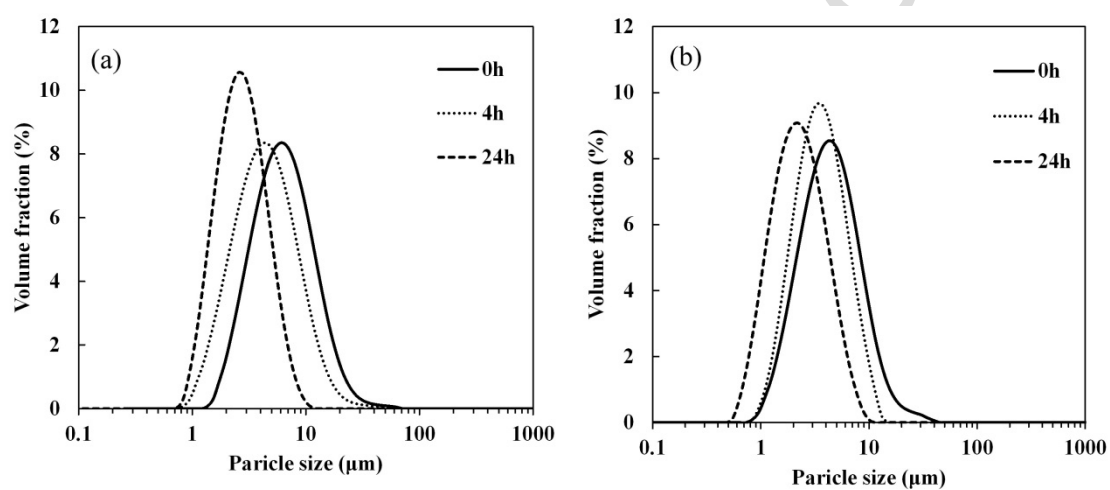 (a)
12
10
8
6
4
2
0
0.1 1 10 100 1000
Volume fraction (%)
Paricle size (µm)
0h
4h
24h
(b)
12
10
8
6
4
2
0
0.1 1 10 100 1000
Volume fraction (%)
Paricle size (µm)
0h
4h
24h